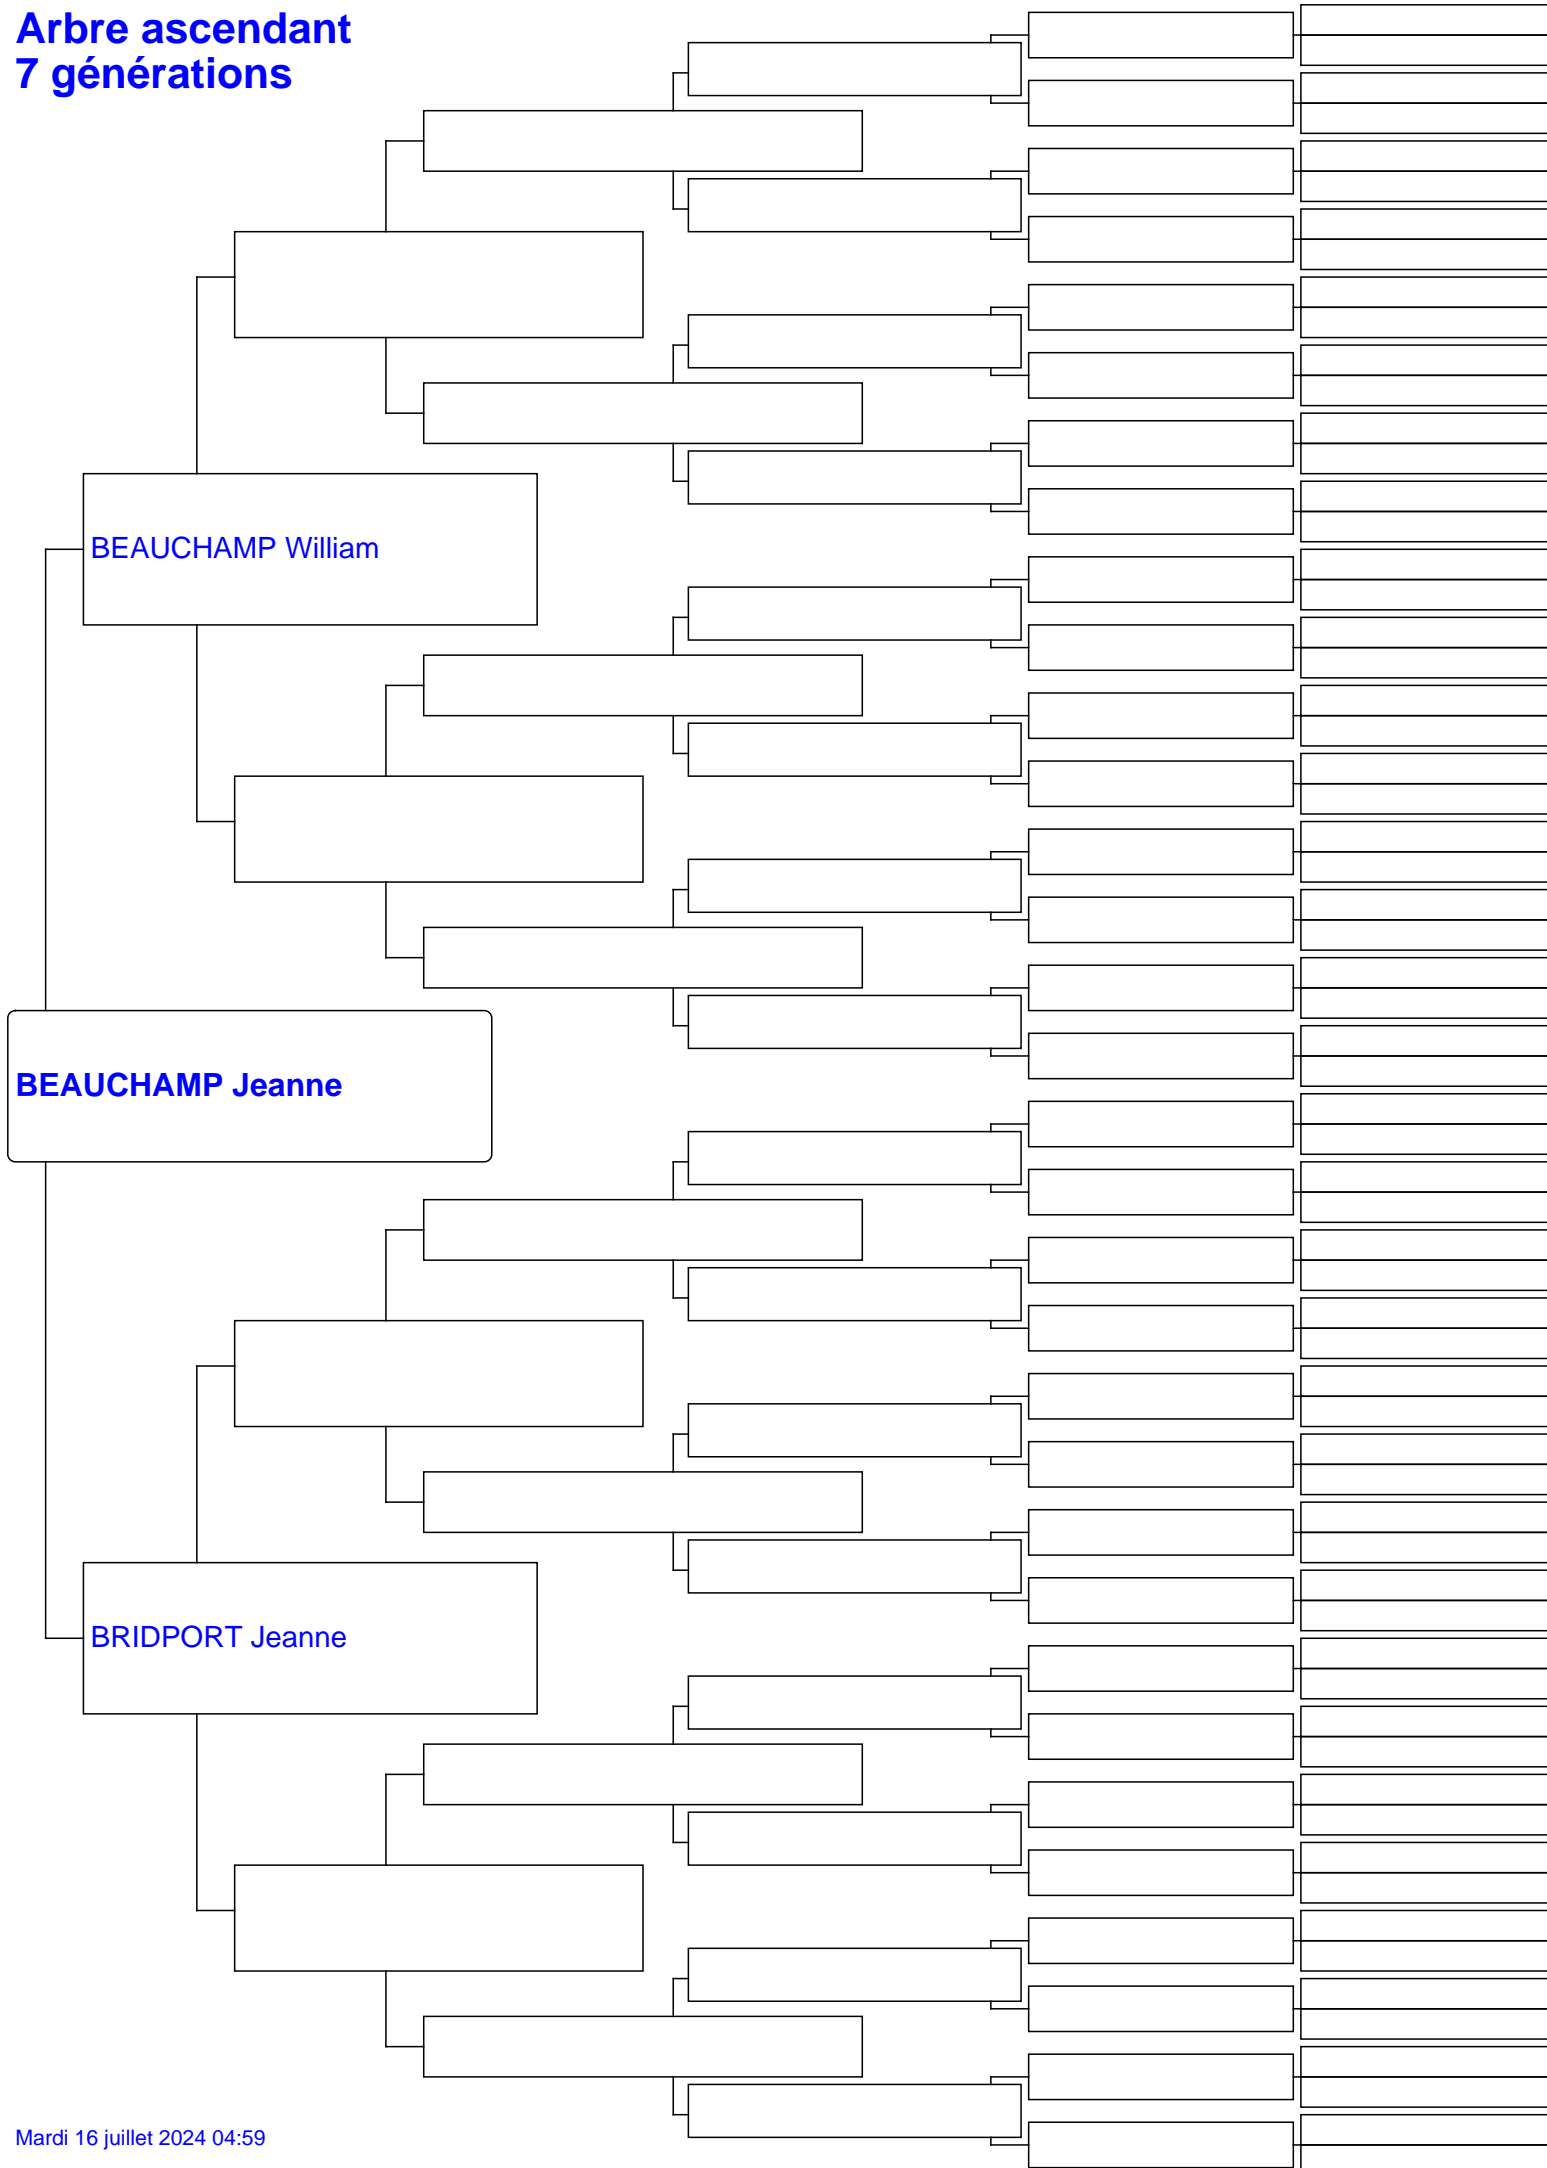 Arbre ascendant
7 générations
BEAUCHAMP William
BEAUCHAMP Jeanne
BRIDPORT Jeanne
Mardi 16 juillet 2024 04:59